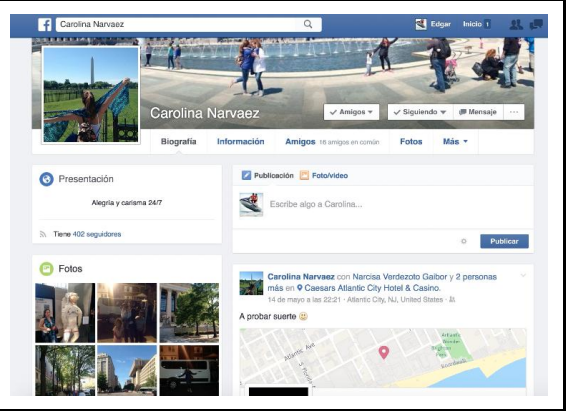 f Carolina Narvaez
Edgar Inicio 1
Carolina Narvaez
Amigos Siguiendo Mensaje ...
Biografía Información Amigos 18 amigos en común Fotos Más
Presentación
Alegría y carisma 24/7
Tiene 402 seguidores
Fotos
Publicación Foto/video
Escribe algo a Carolina...
Publicar
Carolina Narvaez con Narcisa Verdezoto Gaibor y 2 personas
más en Caesars Atlantic City Hotel & Casino.
14 de mayo a las 22:21 · Atlantic City, NJ, United States ·
A probar suerte
Atlantic Ave